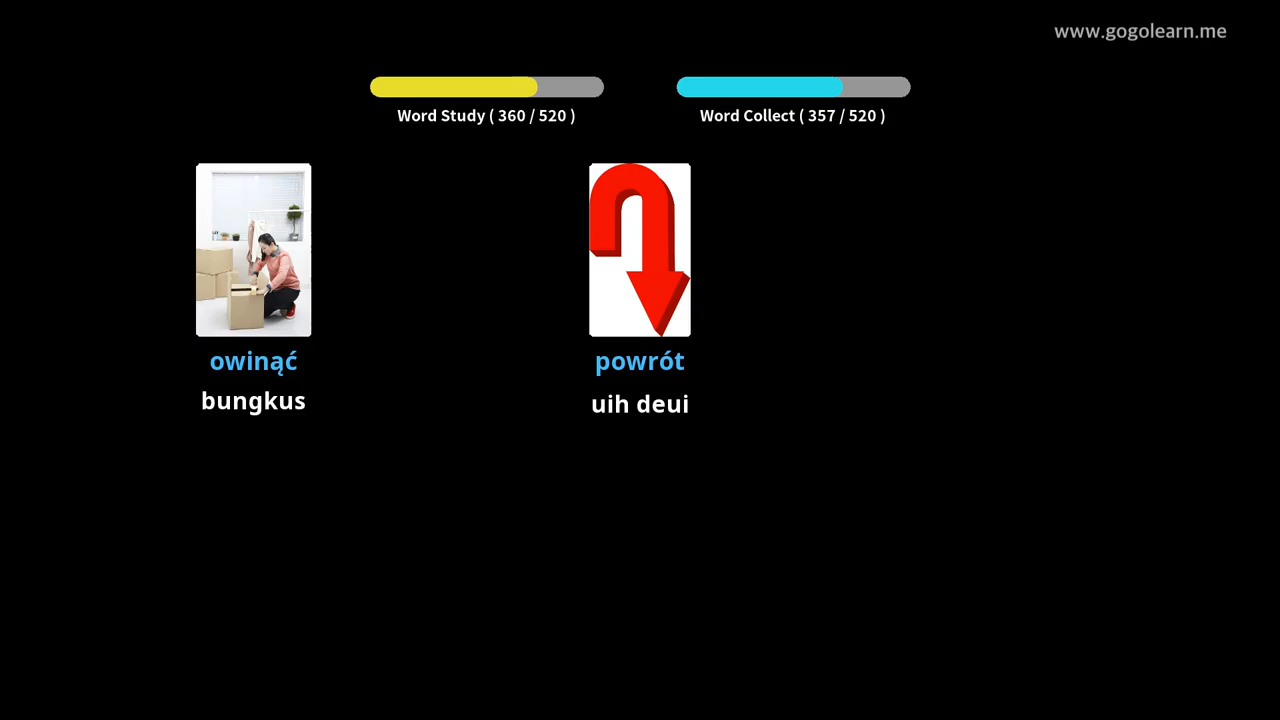 www.gogolearn.me
Word Study ( 360 / 520 )
Word Collect ( 357 / 520 )
owinąć
bungkus
powrót
uih deui